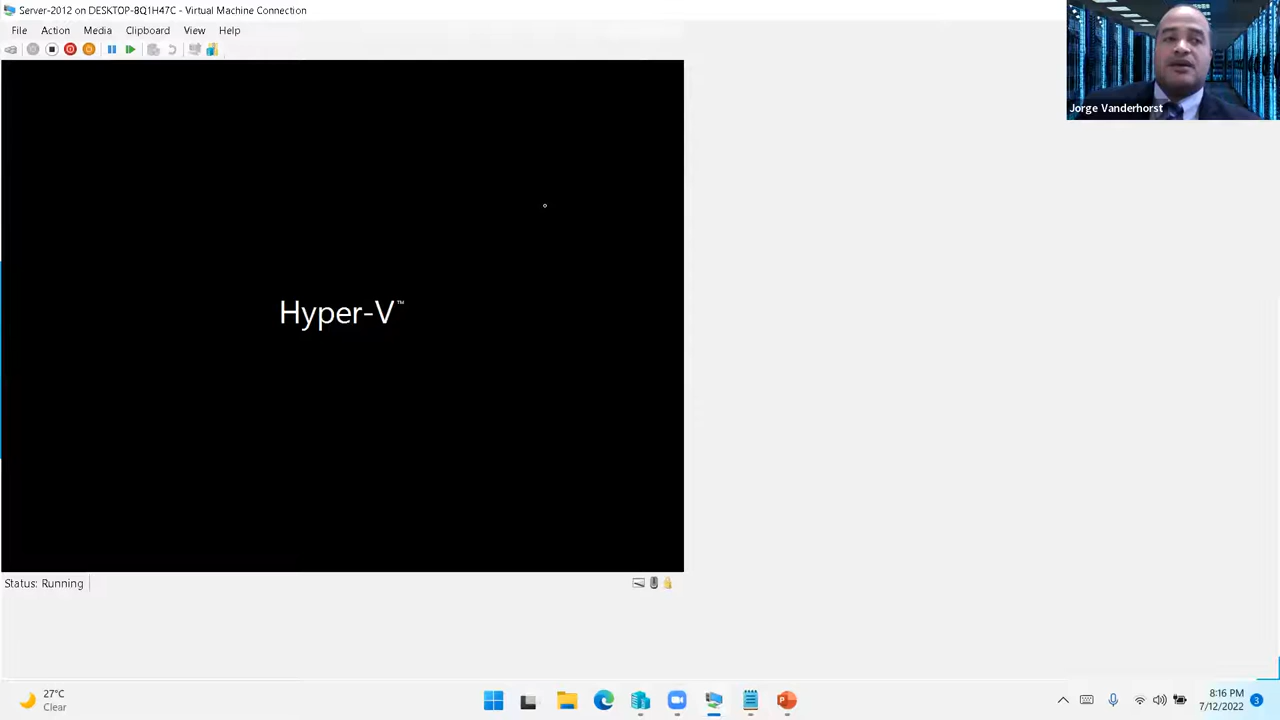 Server-2012 on DESKTOP-8Q1H47C - Virtual Machine Connection
File Action Media Clipboard View Help
Jorge Vanderhorst
Hyper-V™
Status: Running
27°C
Clear
8:16 PM
7/12/2022
3